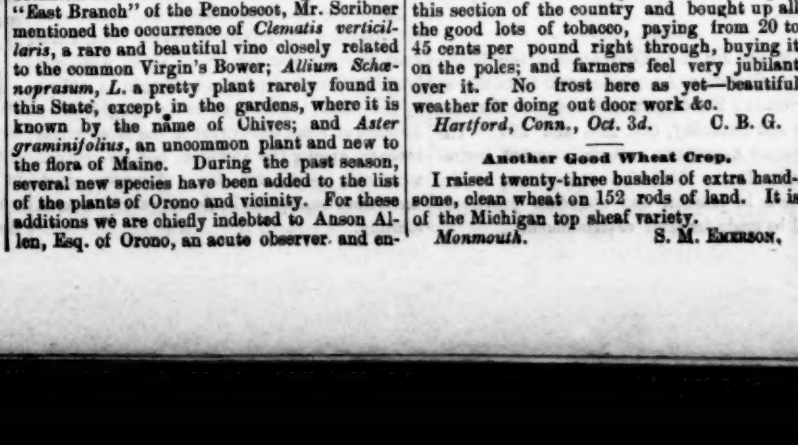 "East Branch" of the Penobscot, Mr. Scribner
mentioned the occurrence of Clematis verticil-
laris, a rare and beautiful vine closely related
to the common Virgin's Bower; Allium Schœ-
noprasum, L. a pretty plant rarely found in
this State, except in the gardens, where it is
known by the name of Chives; and Aster
graminifolius, an uncommon plant and new to
the flora of Maine. During the past season,
several new species have been added to the list
of the plants of Orono and vicinity. For these
additions we are chiefly indebted to Anson Al-
len, Esq. of Orono, an acute observer and en-
this section of the country and bought up all
the good lots of tobacco, paying from 20 to
45 cents per pound right through, buying it
on the poles; and farmers feel very jubilant
over it. No frost here as yet—beautiful
weather for doing out door work &c.
Hartford, Conn., Oct. 3d. C. B. G.
Another Good Wheat Crop.
I raised twenty-three bushels of extra hand-
some, clean wheat on 152 rods of land. It is
of the Michigan top sheaf variety.
Monmouth. S. M. Emerson.